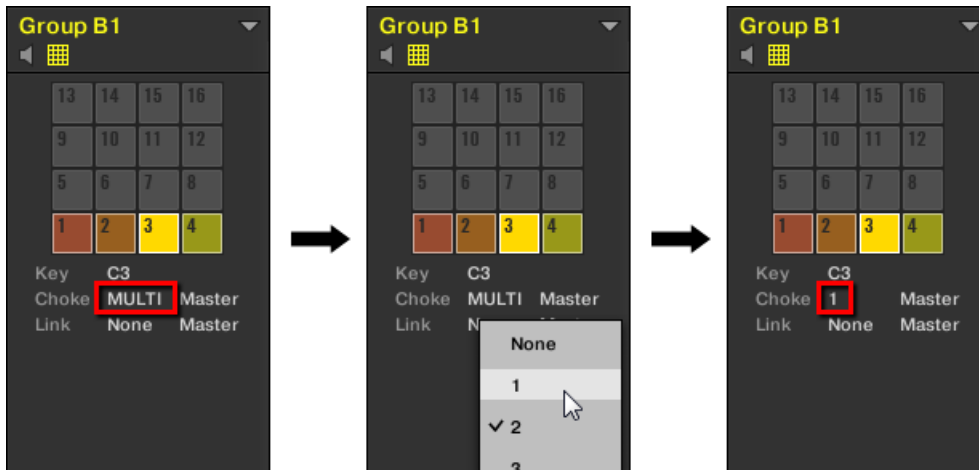 Group B1
13 14 15 16
9 10 11 12
5 6 7 8
1 2 3 4
Key C3
Choke MULTI Master
Link None Master
Group B1
13 14 15 16
9 10 11 12
5 6 7 8
1 2 3 4
Key C3
Choke MULTI Master
Link
None
1
2
3
Group B1
13 14 15 16
9 10 11 12
5 6 7 8
1 2 3 4
Key C3
Choke 1 Master
Link None Master